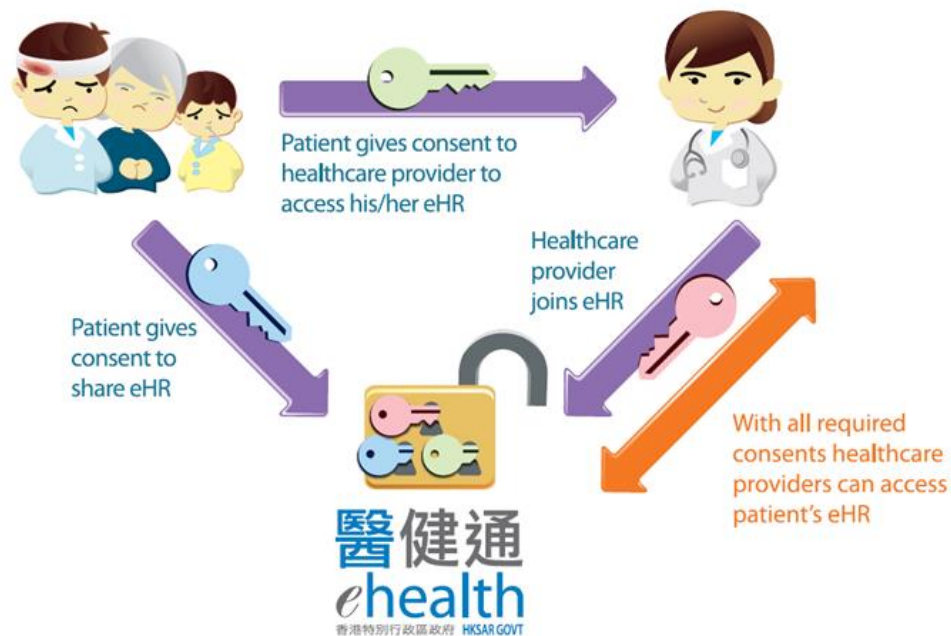 Patient gives consent to
healthcare provider to
access his/her eHR
Healthcare
provider
joins eHR
Patient gives
consent to
share eHR
With all required
consents healthcare
providers can access
patient's eHR
醫健通
ehealth
香港特別行政區政府 HKSAR GOVT